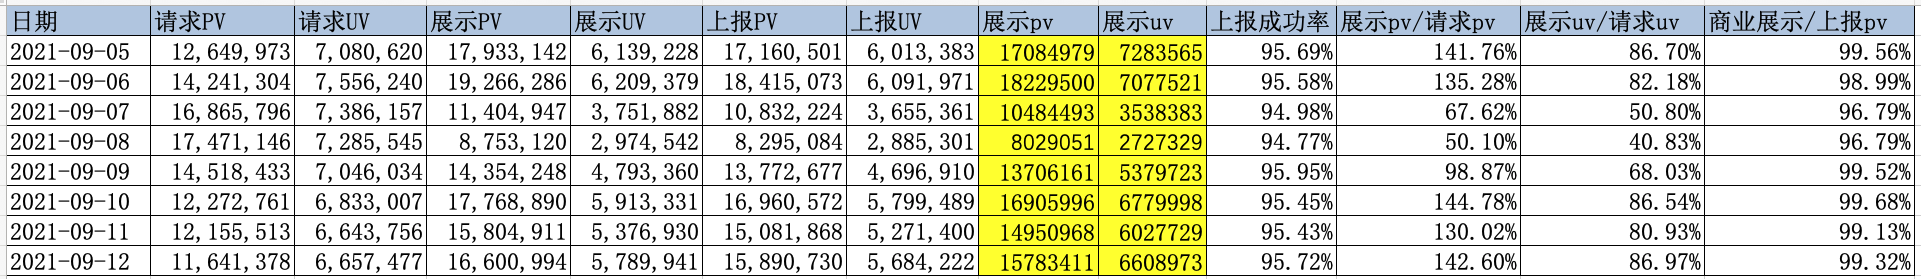 日期 请求PV 请求UV 展示PV 展示UV 上报PV 上报UV 展示pv 展示uv 上报成功率 展示pv/请求pv 展示uv/请求uv 商业展示/上报pv
2021-09-05 12,649,973 7,080,620 17,933,142 6,139,228 17,160,501 6,013,383 17084979 7283565 95.69% 141.76% 86.70% 99.56%
2021-09-06 14,241,304 7,556,240 19,266,286 6,209,379 18,415,073 6,091,971 18229500 7077521 95.58% 135.28% 82.18% 98.99%
2021-09-07 16,865,796 7,386,157 11,404,947 3,751,882 10,832,224 3,655,361 10484493 3538383 94.98% 67.62% 50.80% 96.79%
2021-09-08 17,471,146 7,285,545 8,753,120 2,974,542 8,295,084 2,885,301 8029051 2727329 94.77% 50.10% 40.83% 96.79%
2021-09-09 14,518,433 7,046,034 14,354,248 4,793,360 13,772,677 4,696,910 13706161 5379723 95.95% 98.87% 68.03% 99.52%
2021-09-10 12,272,761 6,833,007 17,768,890 5,913,331 16,960,572 5,799,489 16905996 6779998 95.45% 144.78% 86.54% 99.68%
2021-09-11 12,155,513 6,643,756 15,804,911 5,376,930 15,081,868 5,271,400 14950968 6027729 95.43% 130.02% 80.93% 99.13%
2021-09-12 11,641,378 6,657,477 16,600,994 5,789,941 15,890,730 5,684,222 15783411 6608973 95.72% 142.60% 86.97% 99.32%